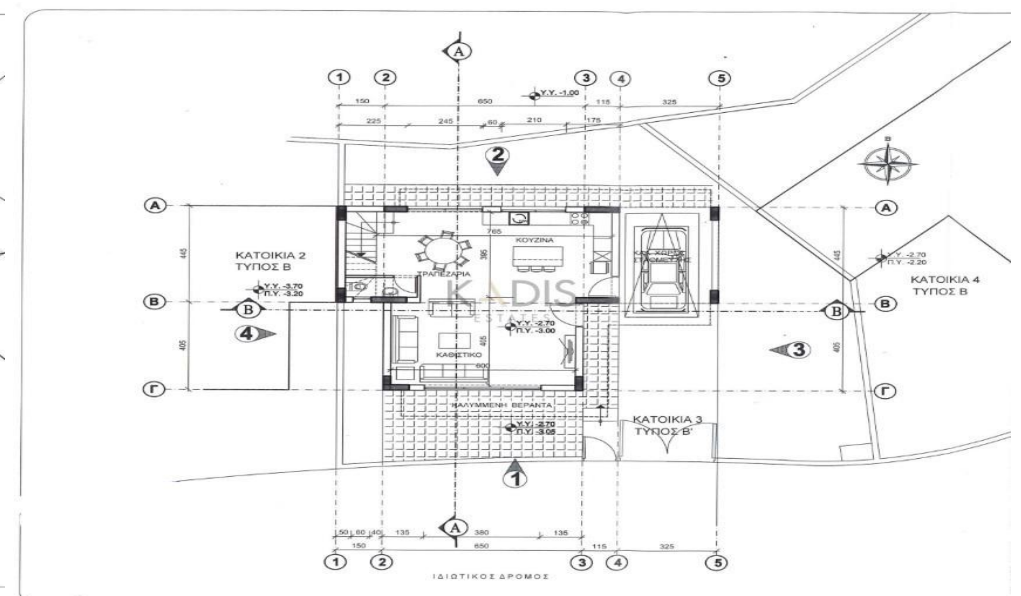 A
1 2 3 4 5
Υ.Υ. -1.00
150 650 115 325
225 245 60 210 175
2
B
A A
765
ΚΟΥΖΙΝΑ
ΚΑΤΟΙΚΙΑ 2
ΤΥΠΟΣ Β
445 395 445
ΤΡΑΠΕΖΑΡΙΑ
Υ.Υ. -2.70
Π.Υ. -2.20
ΚΑΤΟΙΚΙΑ 4
ΤΥΠΟΣ Β
Υ.Υ. -3.70
Π.Υ. -3.20
KADIS
ESTATES
B B
B B
Υ.Υ. -2.70
Π.Υ. -3.00
4 3
405 405 405
ΚΑΘΙΣΤΙΚΟ
600
Γ Γ
ΚΑΛΥΜΜΕΝΗ ΒΕΡΑΝΤΑ
Υ.Υ. -2.70
Π.Υ. -3.05
ΚΑΤΟΙΚΙΑ 3
ΤΥΠΟΣ Β'
1
A
50 60 40 135 380 135
150 650 115 325
1 2 3 4 5
ΙΔΙΩΤΙΚΟΣ ΔΡΟΜΟΣ